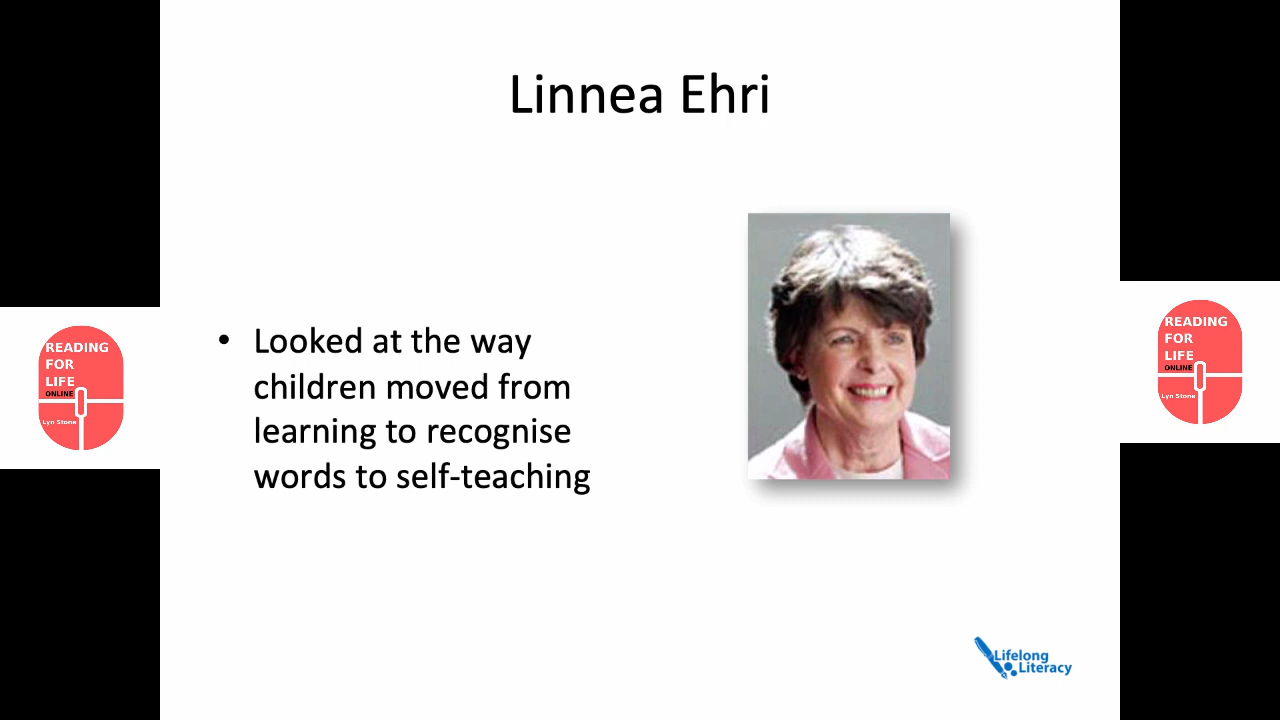 Linnea Ehri
• Looked at the way
children moved from
learning to recognise
words to self-teaching
READING
FOR
LIFE
ONLINE
Lyn Stone
READING
FOR
LIFE
ONLINE
Lyn Stone
Lifelong
Literacy